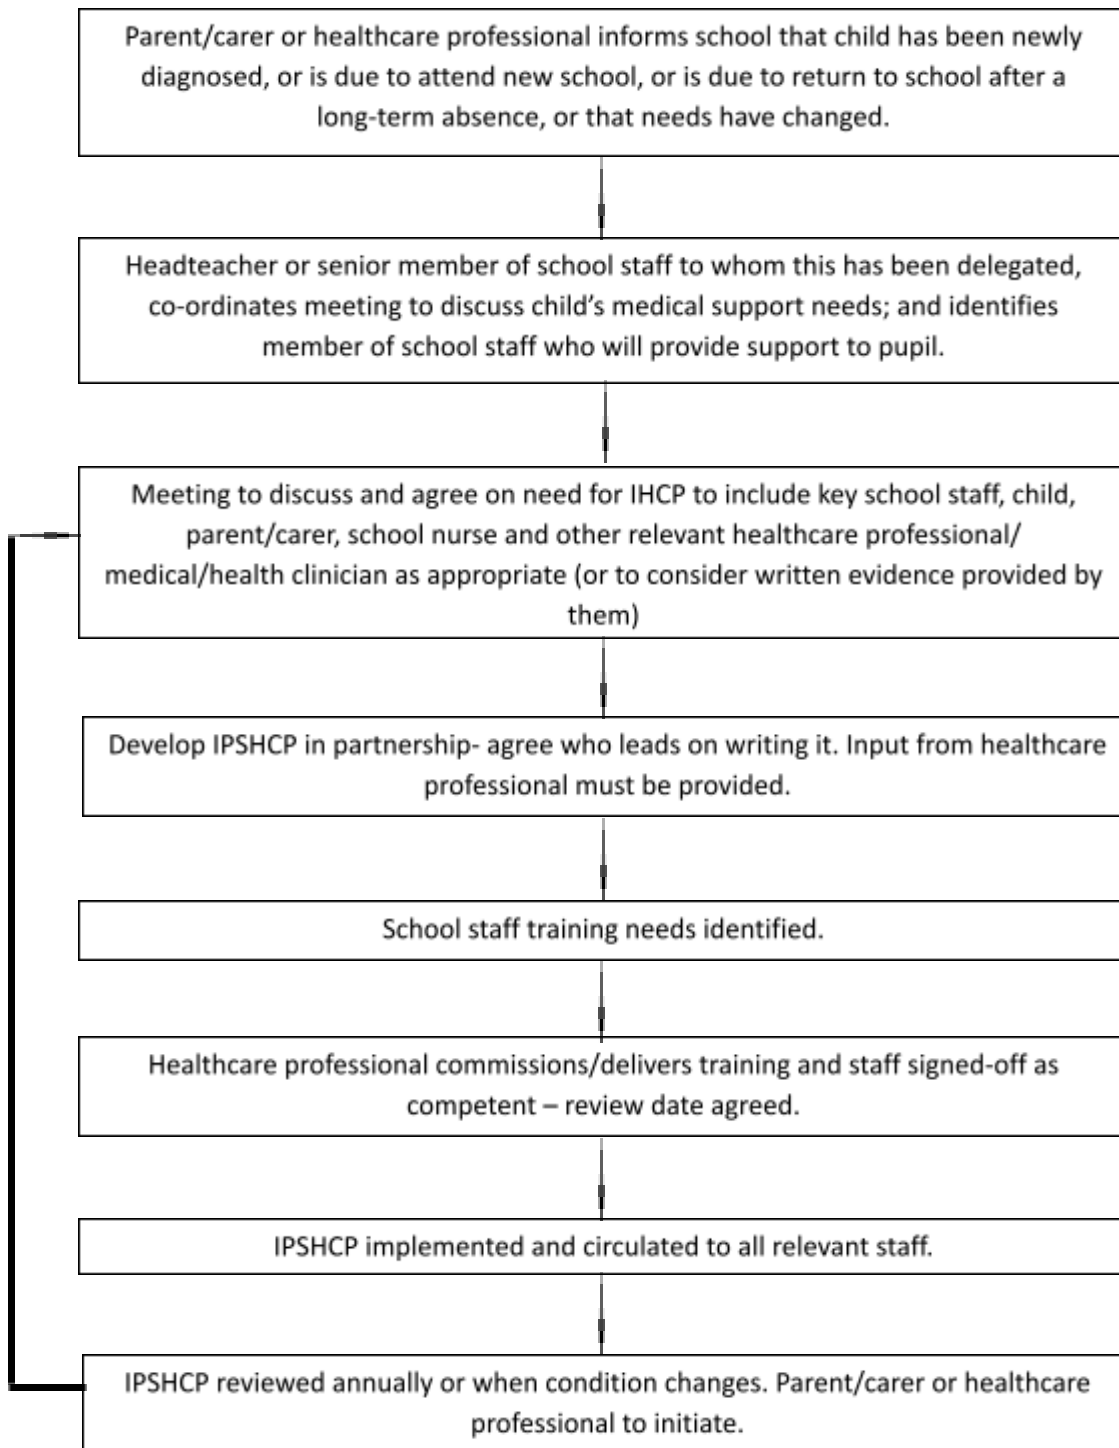 Parent/carer or healthcare professional informs school that child has been newly
diagnosed, or is due to attend new school, or is due to return to school after a
long-term absence, or that needs have changed.
Headteacher or senior member of school staff to whom this has been delegated,
co-ordinates meeting to discuss child's medical support needs; and identifies
member of school staff who will provide support to pupil.
Meeting to discuss and agree on need for IHCP to include key school staff, child,
parent/carer, school nurse and other relevant healthcare professional/
medical/health clinician as appropriate (or to consider written evidence provided by
them)
Develop IPSHCP in partnership- agree who leads on writing it. Input from healthcare
professional must be provided.
School staff training needs identified.
Healthcare professional commissions/delivers training and staff signed-off as
competent – review date agreed.
IPSHCP implemented and circulated to all relevant staff.
IPSHCP reviewed annually or when condition changes. Parent/carer or healthcare
professional to initiate.